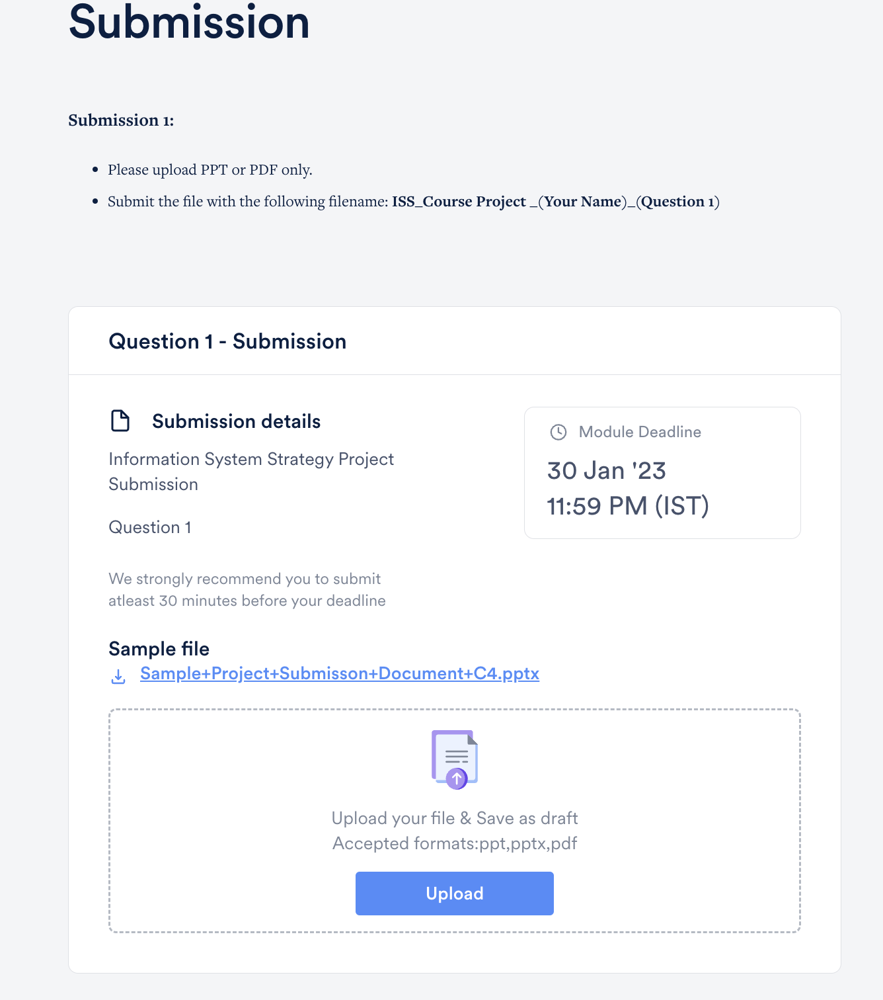 Submission
Submission 1:
• Please upload PPT or PDF only.
• Submit the file with the following filename: ISS_Course Project _(Your Name)_(Question 1)
Question 1 - Submission
Submission details
Information System Strategy Project
Submission
Question 1
We strongly recommend you to submit
atleast 30 minutes before your deadline
Module Deadline
30 Jan '23
11:59 PM (IST)
Sample file
Sample+Project+Submisson+Document+C4.pptx
Upload your file & Save as draft
Accepted formats:ppt,pptx,pdf
Upload